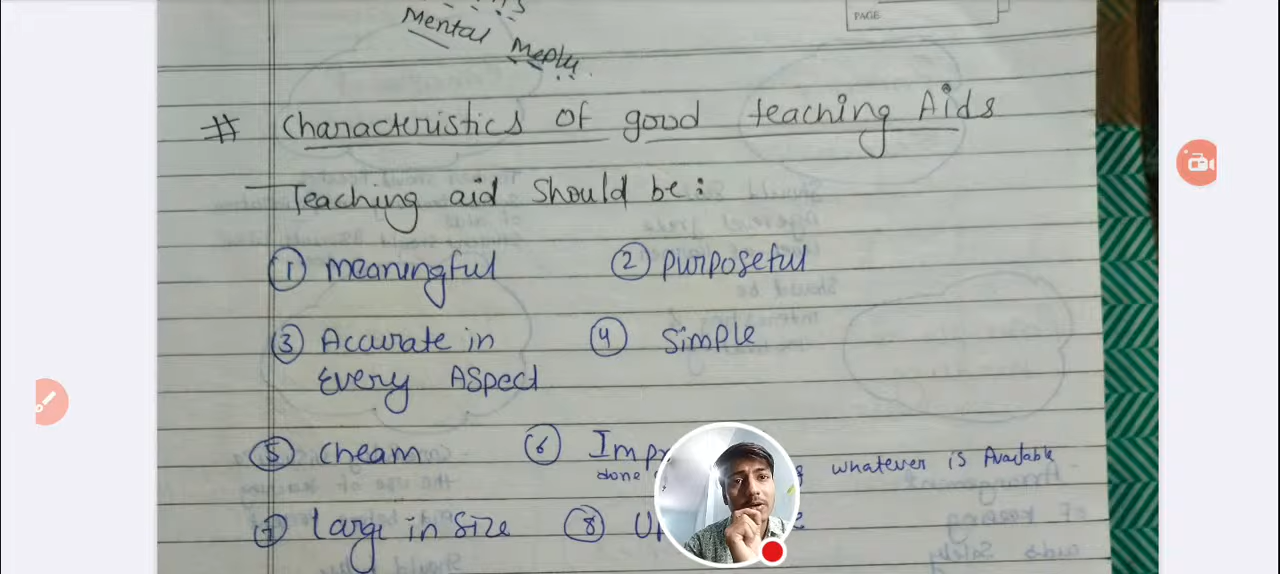 PAGE
Mental
# Characteristics of good teaching Aids
Teaching aid should be:
① Meaningful ② Purposeful
③ Accurate in ④ Simple
Every Aspect
⑤ Cheam ⑥
done whatever is Available
⑦ Large in Size ⑧